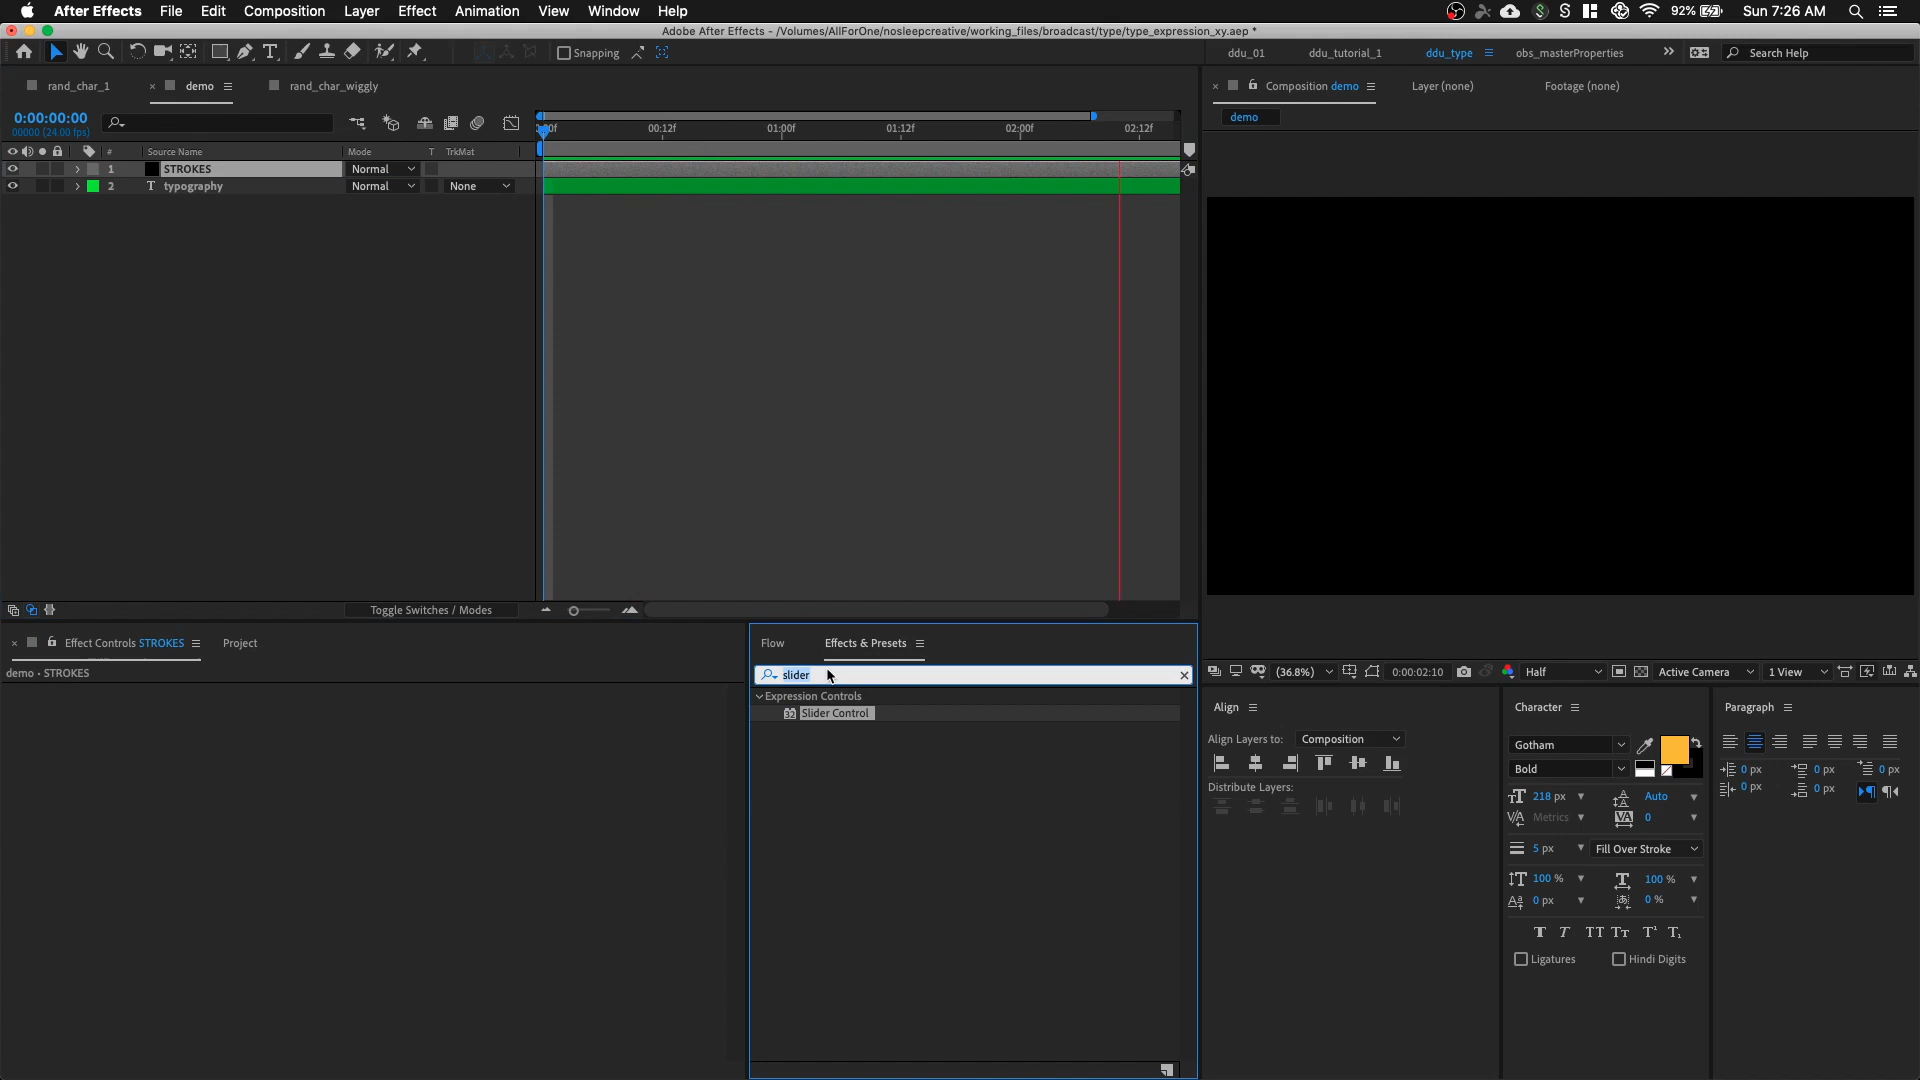 After Effects File Edit Composition Layer Effect Animation View Window Help 92% Sun 7:26 AM
Adobe After Effects - /Volumes/AllForOne/nosleepcreative/working_files/broadcast/type/type_expression_xy.aep *
Snapping ddu_01 ddu_tutorial_1 ddu_type obs_masterProperties Search Help
rand_char_1 demo rand_char_wiggly
Composition demo Layer (none) Footage (none)
demo
0:00:00:00
00000 (24.00 fps)
00:12f 01:00f 01:12f 02:00f 02:12f
# Source Name Mode T TrkMat
1 STROKES Normal
2 T typography Normal None
Toggle Switches / Modes
Effect Controls STROKES Project
demo • STROKES
Flow Effects & Presets
slider
Expression Controls
32 Slider Control
(36.8%) 0:00:02:10 Half Active Camera 1 View
Align
Align Layers to: Composition
Distribute Layers:
Character
Gotham
Bold
218 px Auto
Metrics 0
5 px Fill Over Stroke
100 % 100 %
0 px 0 %
T T TT Tt T¹ T₁
Ligatures Hindi Digits
Paragraph
0 px 0 px 0 px
0 px 0 px